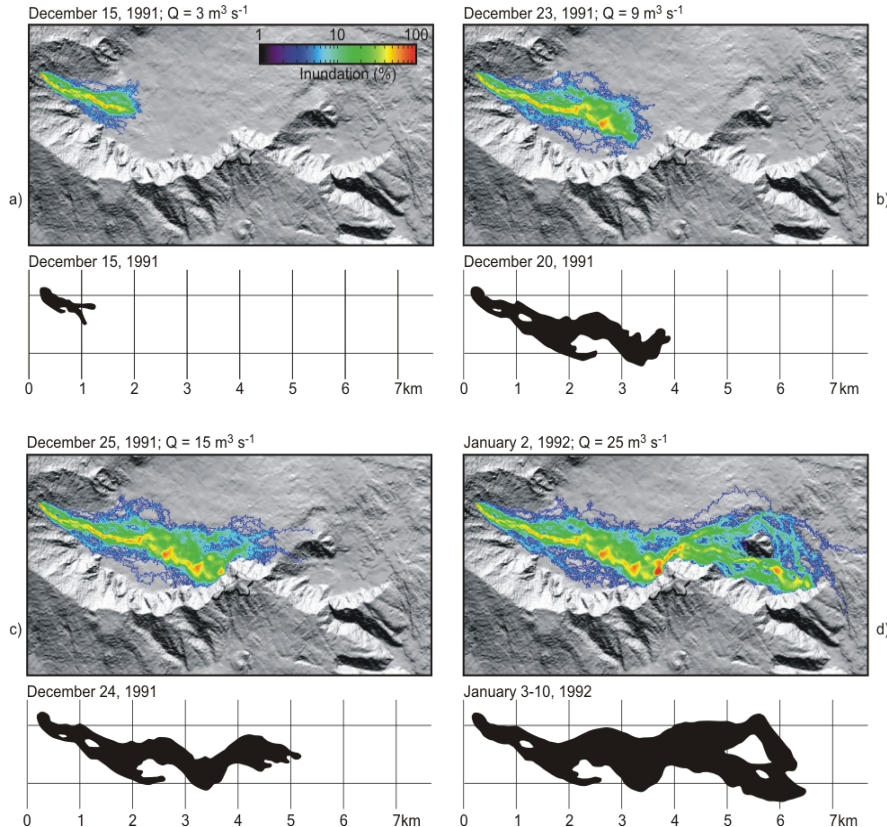 December 15, 1991; Q = 3 m³ s⁻¹
1 10 100
Inundation (%)
a)
December 15, 1991
0 1 2 3 4 5 6 7km
December 23, 1991; Q = 9 m³ s⁻¹
b)
December 20, 1991
0 1 2 3 4 5 6 7km
December 25, 1991; Q = 15 m³ s⁻¹
c)
December 24, 1991
0 1 2 3 4 5 6 7km
January 2, 1992; Q = 25 m³ s⁻¹
d)
January 3-10, 1992
0 1 2 3 4 5 6 7km